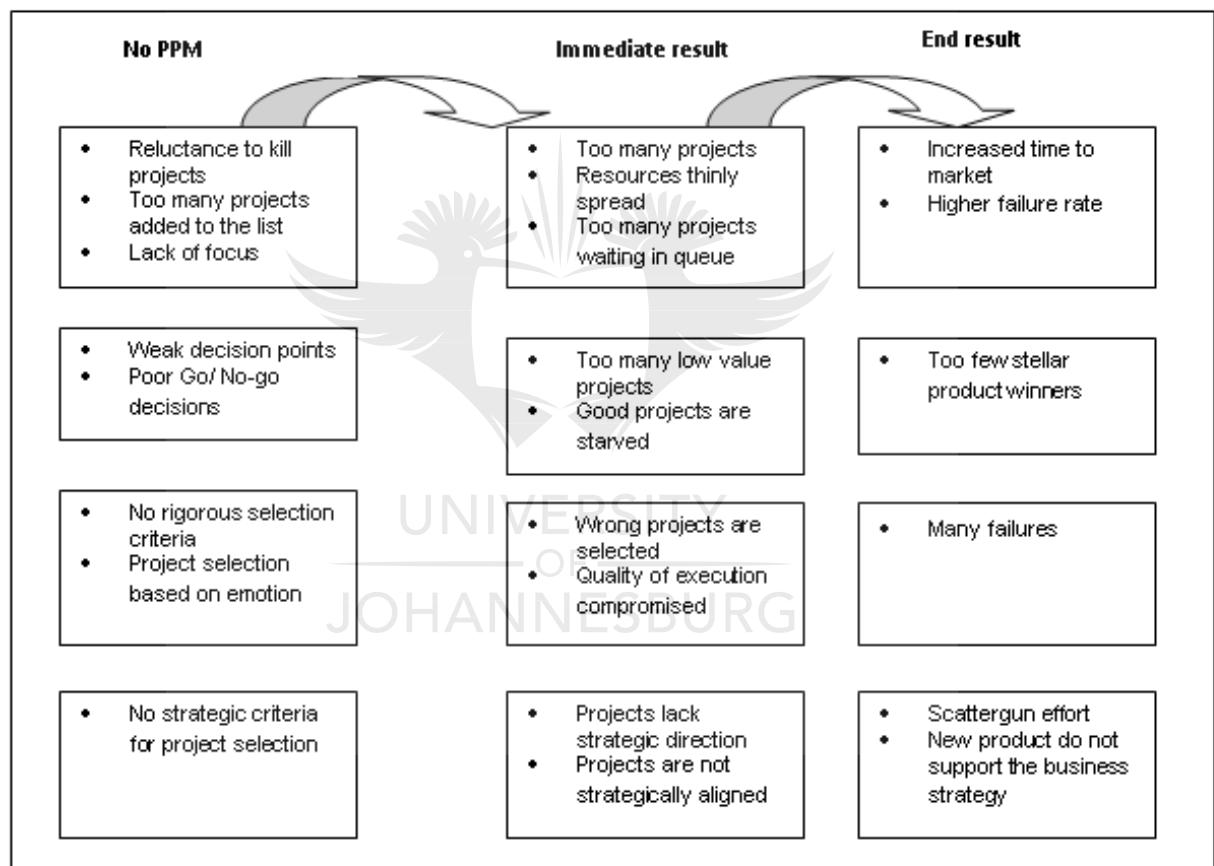 No PPM
Immediate result
End result
• Reluctance to kill
projects
• Too many projects
added to the list
• Lack of focus
• Too many projects
• Resources thinly
spread
• Too many projects
waiting in queue
• Increased time to
market
• Higher failure rate
• Weak decision points
• Poor Go/ No-go
decisions
• Too many low value
projects
• Good projects are
starved
• Too few stellar
product winners
• No rigorous selection
criteria
• Project selection
based on emotion
• Wrong projects are
selected
• Quality of execution
compromised
• Many failures
• No strategic criteria
for project selection
• Projects lack
strategic direction
• Projects are not
strategically aligned
• Scattergun effort
• New product do not
support the business
strategy
UNIVERSITY
OF
JOHANNESBURG